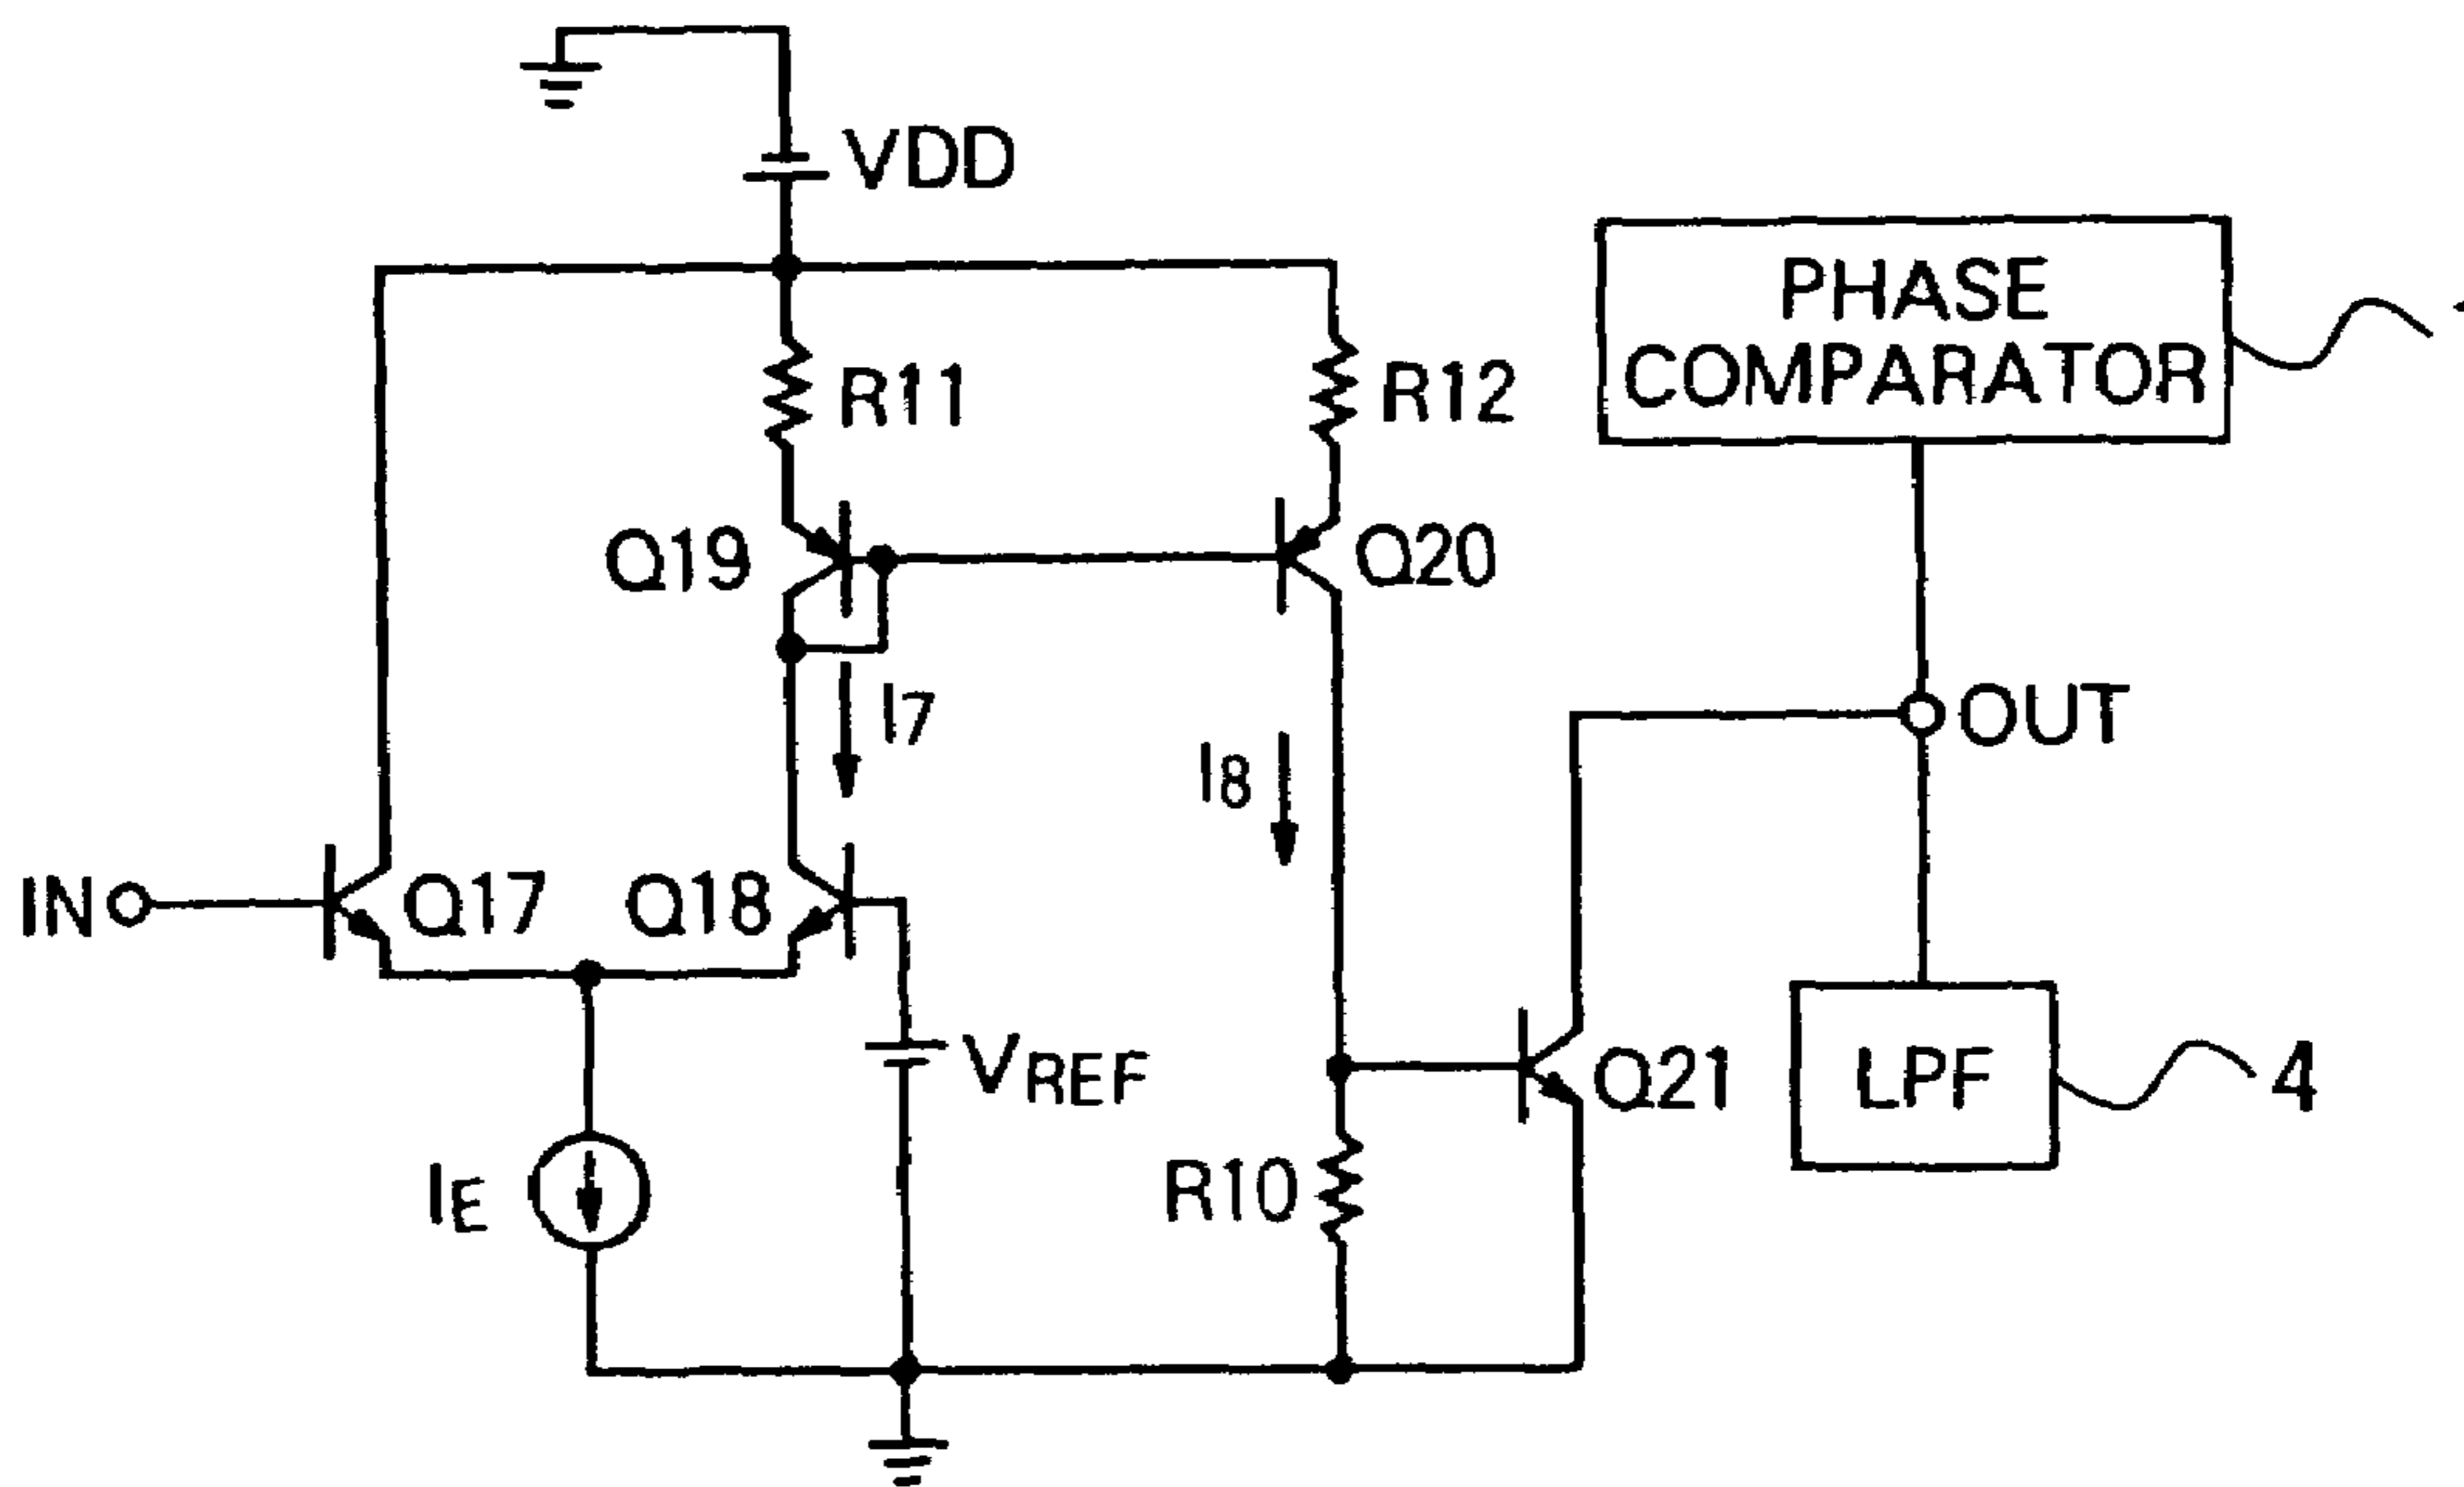 VDD
PHASE
COMPARATOR
R11
R12
Q19
Q20
I7
OUT
I8
IN
Q17
Q18
VREF
Q21
LPF
4
IE
R10